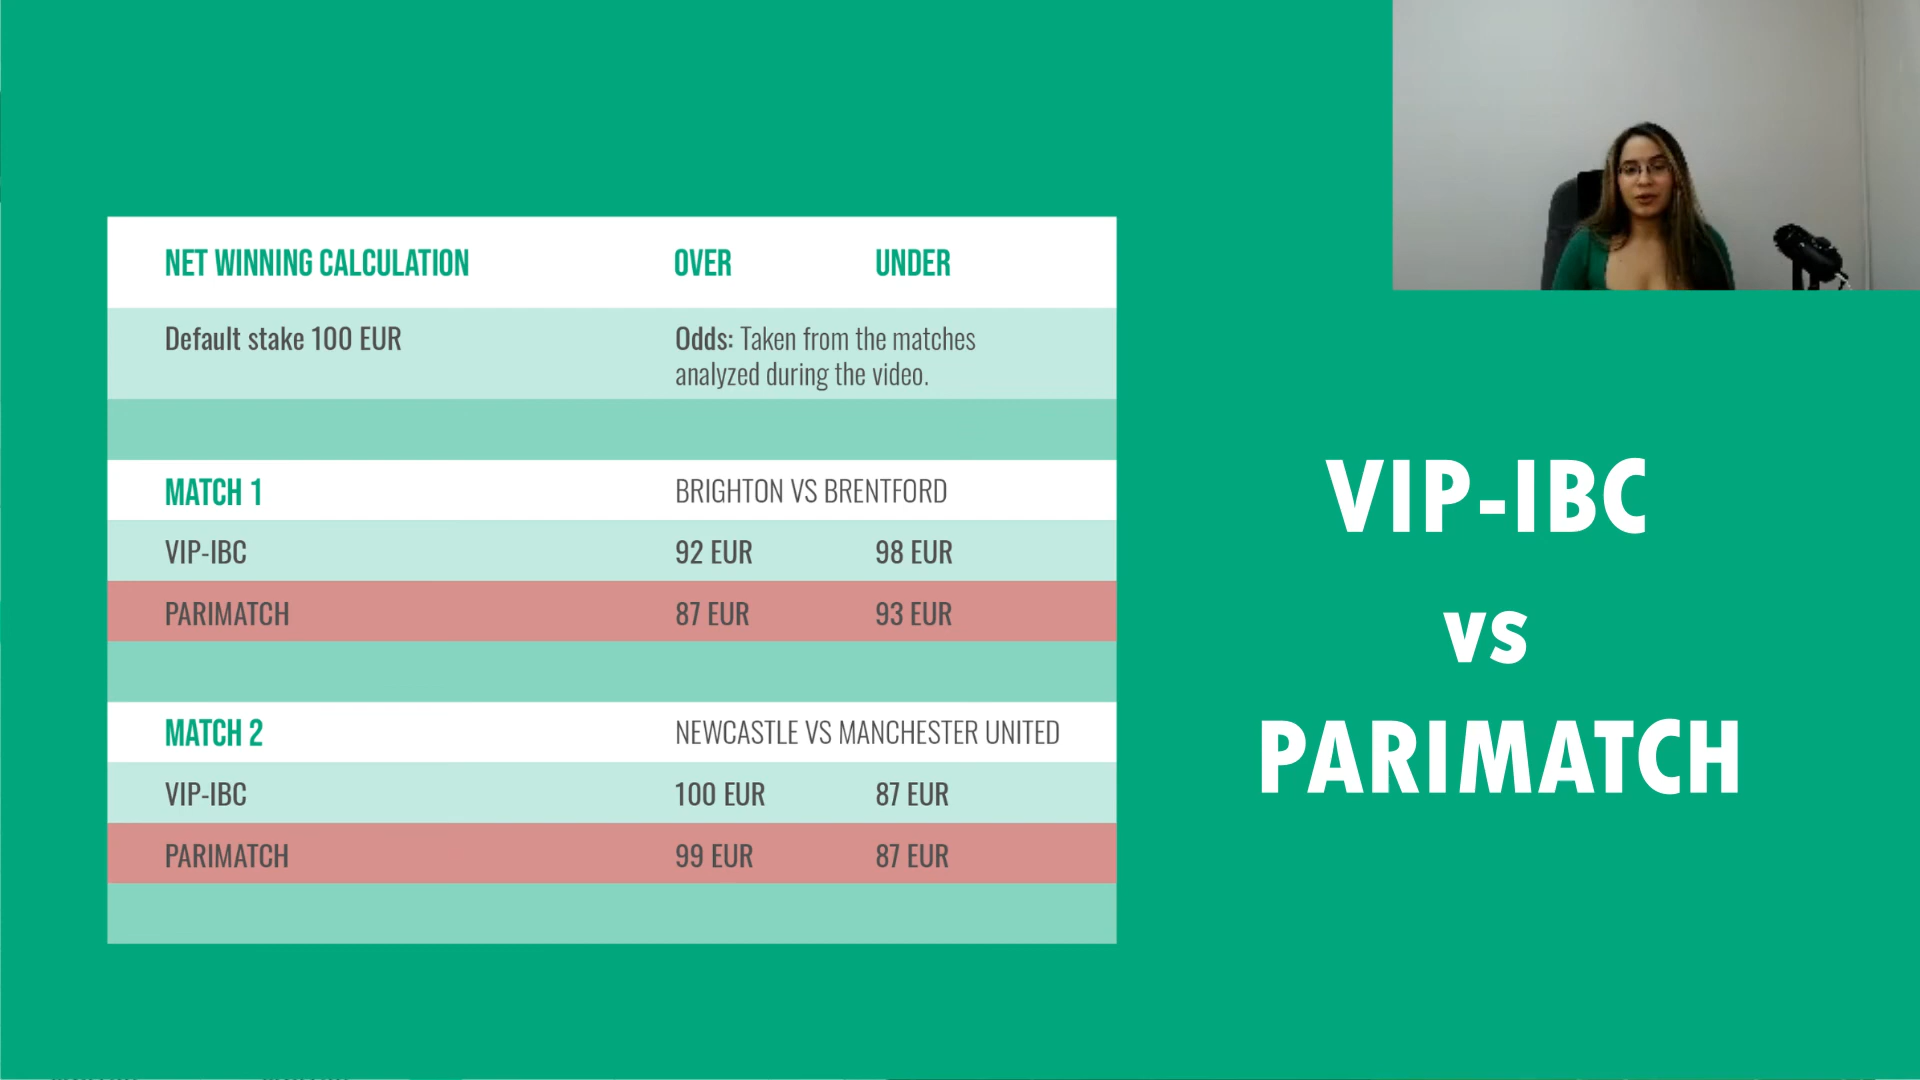 NET WINNING CALCULATION OVER UNDER
Default stake 100 EUR Odds: Taken from the matches
analyzed during the video.
MATCH 1 BRIGHTON VS BRENTFORD
VIP-IBC 92 EUR 98 EUR
PARIMATCH 87 EUR 93 EUR
MATCH 2 NEWCASTLE VS MANCHESTER UNITED
VIP-IBC 100 EUR 87 EUR
PARIMATCH 99 EUR 87 EUR
VIP-IBC
VS
PARIMATCH